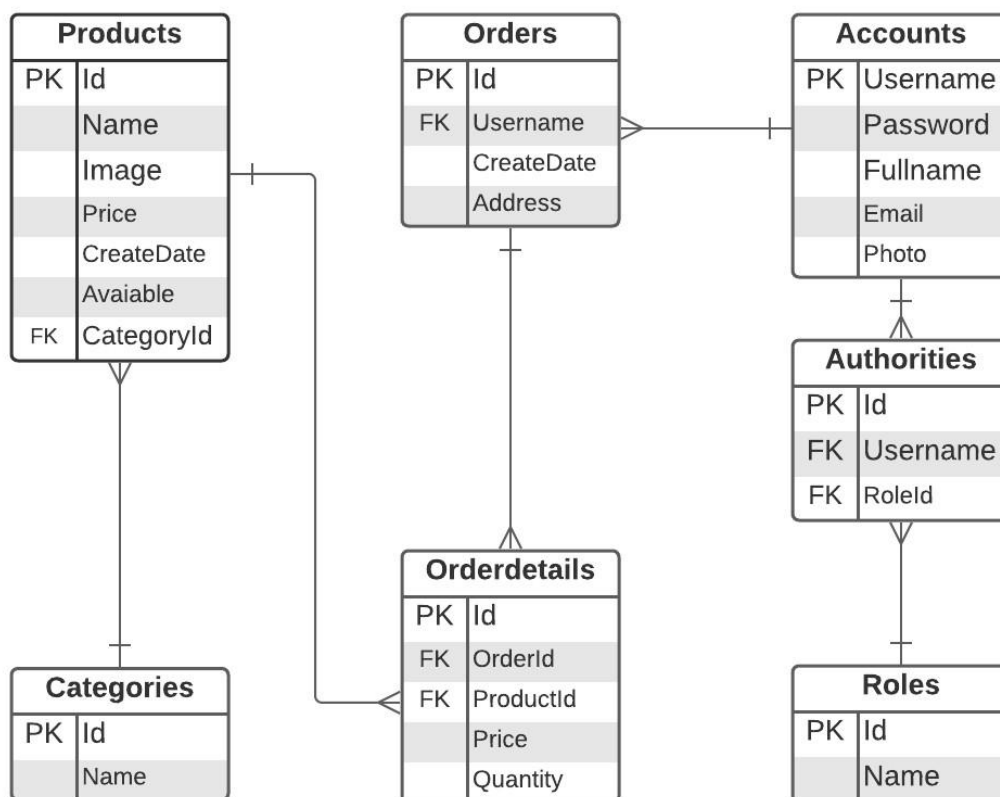 Products
PK Id
Name
Image
Price
CreateDate
Avaiable
FK CategoryId
Orders
PK Id
FK Username
CreateDate
Address
Accounts
PK Username
Password
Fullname
Email
Photo
Authorities
PK Id
FK Username
FK RoleId
Categories
PK Id
Name
Orderdetails
PK Id
FK OrderId
FK ProductId
Price
Quantity
Roles
PK Id
Name